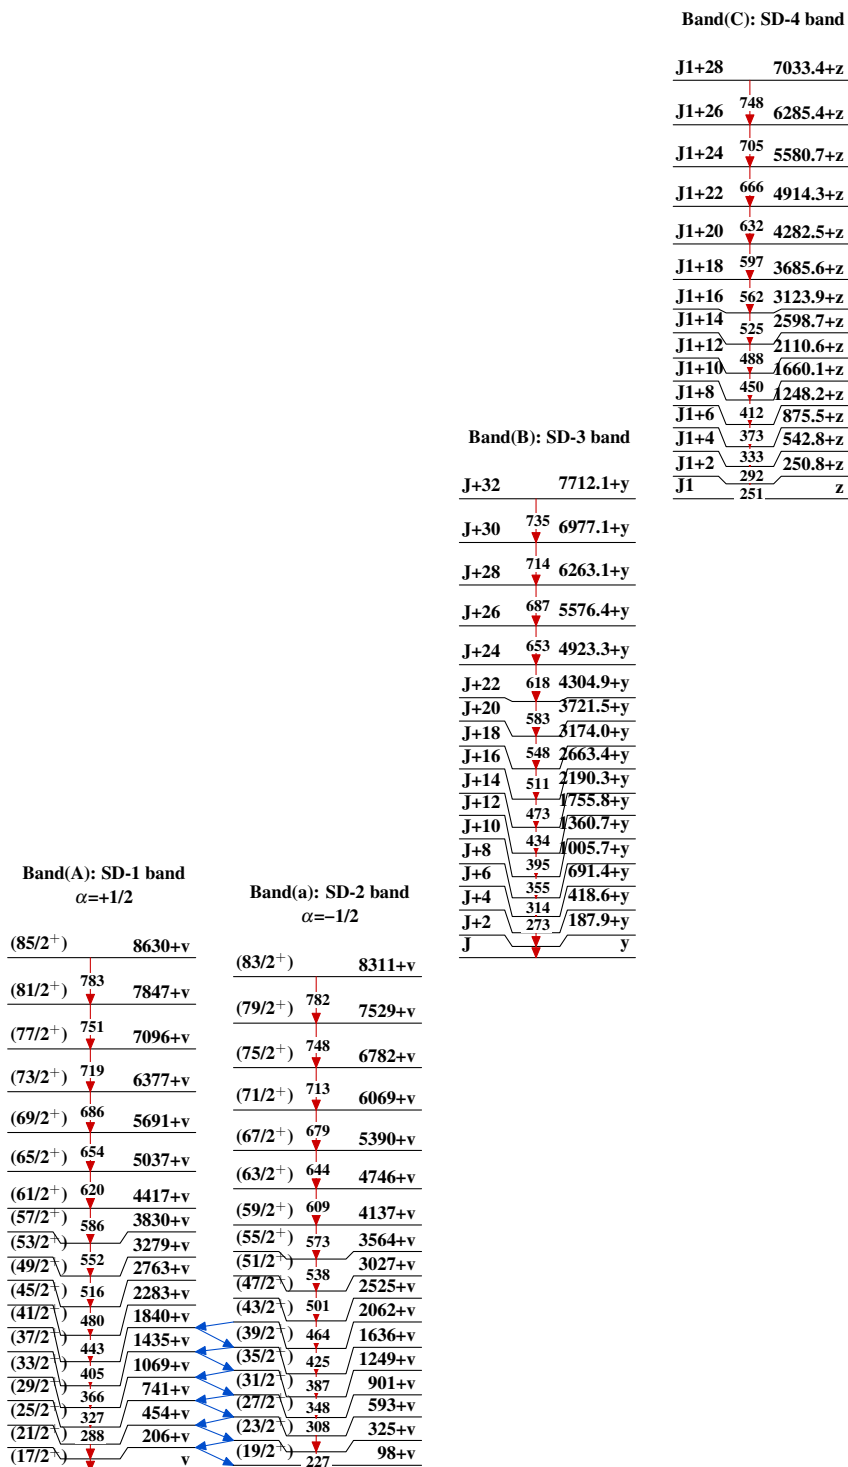 Band(C): SD-4 band
J1+28 7033.4+z
748
J1+26 6285.4+z
705
J1+24 5580.7+z
666
J1+22 4914.3+z
632
J1+20 4282.5+z
597
J1+18 3685.6+z
562
J1+16 3123.9+z
525
J1+14 2598.7+z
488
J1+12 2110.6+z
450
J1+10 1660.1+z
412
J1+8 1248.2+z
373
J1+6 875.5+z
333
J1+4 542.8+z
292
J1+2 250.8+z
251
J1 z
Band(B): SD-3 band
J+32 7712.1+y
735
J+30 6977.1+y
714
J+28 6263.1+y
687
J+26 5576.4+y
653
J+24 4923.3+y
618
J+22 4304.9+y
583
J+20 3721.5+y
548
J+18 3174.0+y
511
J+16 2663.4+y
473
J+14 2190.3+y
434
J+12 1755.8+y
395
J+10 1360.7+y
355
J+8 1005.7+y
314
J+6 691.4+y
273
J+4 418.6+y
J+2 187.9+y
J y
Band(A): SD-1 band
α=+1/2
(85/2⁺) 8630+v
783
(81/2⁺) 7847+v
751
(77/2⁺) 7096+v
719
(73/2⁺) 6377+v
686
(69/2⁺) 5691+v
654
(65/2⁺) 5037+v
620
(61/2⁺) 4417+v
586
(57/2⁺) 3830+v
552
(53/2⁺) 3279+v
516
(49/2⁺) 2763+v
480
(45/2⁺) 2283+v
443
(41/2⁺) 1840+v
405
(37/2⁺) 1435+v
366
(33/2⁺) 1069+v
327
(29/2⁺) 741+v
288
(25/2⁺) 454+v
(21/2⁺) 206+v
(17/2⁺) v
Band(a): SD-2 band
α=−1/2
(83/2⁺) 8311+v
782
(79/2⁺) 7529+v
748
(75/2⁺) 6782+v
713
(71/2⁺) 6069+v
679
(67/2⁺) 5390+v
644
(63/2⁺) 4746+v
609
(59/2⁺) 4137+v
573
(55/2⁺) 3564+v
538
(51/2⁺) 3027+v
501
(47/2⁺) 2525+v
464
(43/2⁺) 2062+v
425
(39/2⁺) 1636+v
387
(35/2⁺) 1249+v
348
(31/2⁺) 901+v
308
(27/2⁺) 593+v
(23/2⁺) 325+v
227
(19/2⁺) 98+v